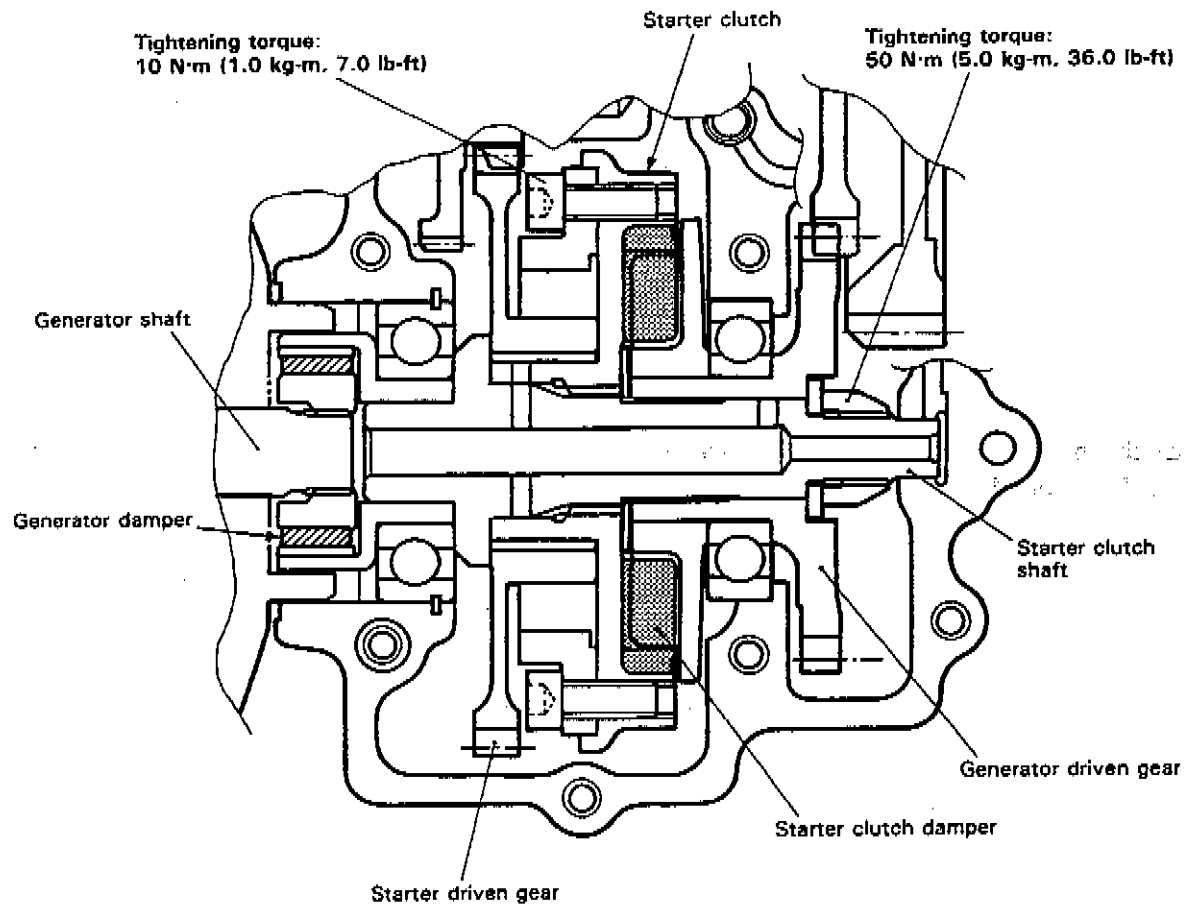 Starter clutch
Tightening torque:
10 N·m (1.0 kg-m, 7.0 lb-ft)
Tightening torque:
50 N·m (5.0 kg-m, 36.0 lb-ft)
Generator shaft
Generator damper
Starter clutch
shaft
Generator driven gear
Starter clutch damper
Starter driven gear